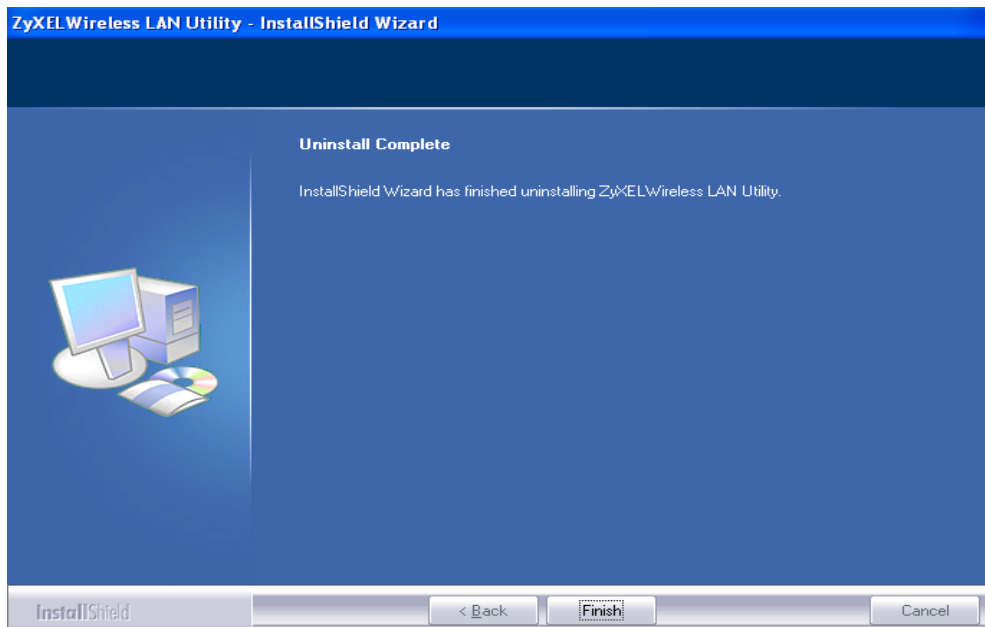 ZyXELWireless LAN Utility - InstallShield Wizard
Uninstall Complete
InstallShield Wizard has finished uninstalling ZyXELWireless LAN Utility.
InstallShield
< Back
Finish
Cancel